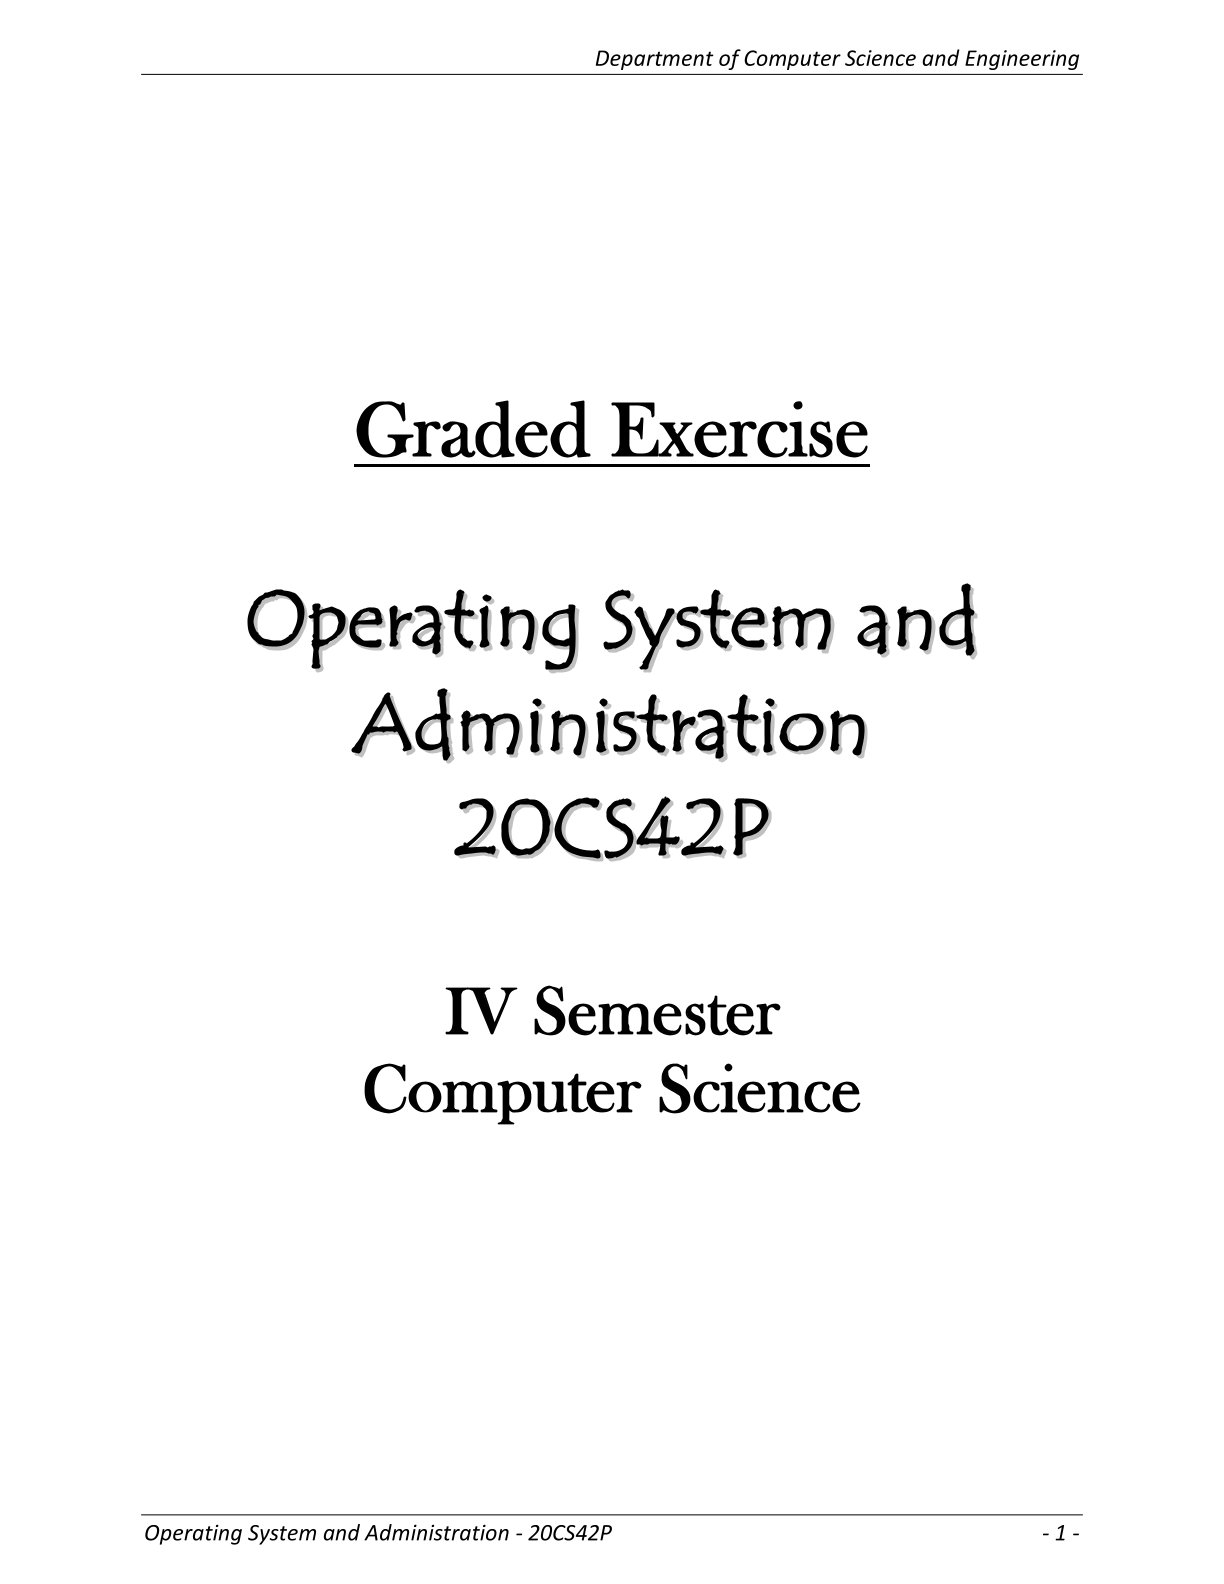 Department of Computer Science and Engineering
Graded Exercise
Operating System and
Administration
20CS42P
IV Semester
Computer Science
Operating System and Administration - 20CS42P - 1 -